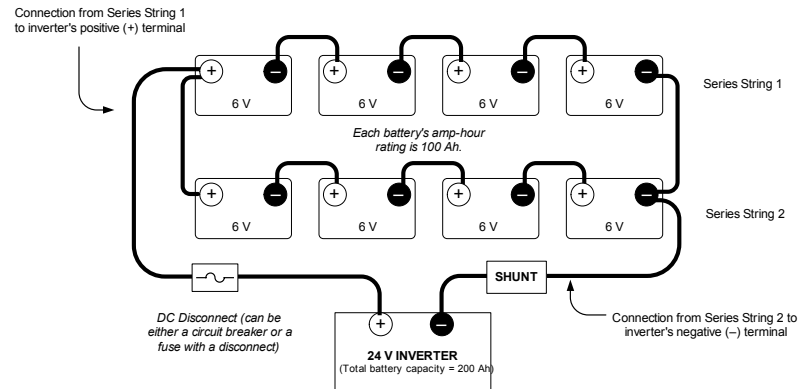 Connection from Series String 1
to inverter's positive (+) terminal
+ – + – + – + –
6 V 6 V 6 V 6 V
Series String 1
Each battery's amp-hour
rating is 100 Ah.
+ – + – + – + –
6 V 6 V 6 V 6 V
Series String 2
SHUNT
DC Disconnect (can be
either a circuit breaker or a
fuse with a disconnect)
Connection from Series String 2 to
inverter's negative (–) terminal
+ –
24 V INVERTER
(Total battery capacity = 200 Ah)